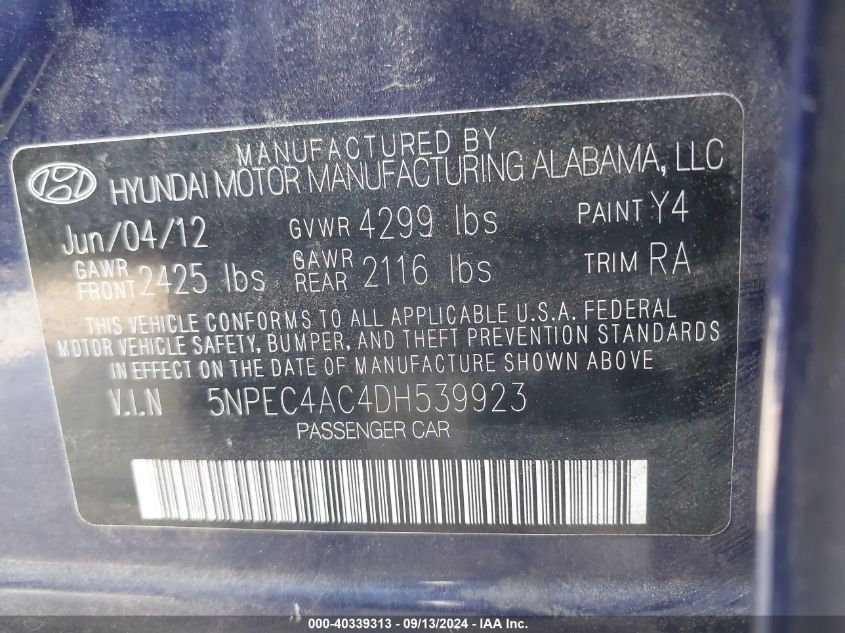 MANUFACTURED BY
HYUNDAI MOTOR MANUFACTURING ALABAMA, LLC
Jun/04/12 GVWR 4299 lbs PAINT Y4
GAWR FRONT 2425 lbs GAWR REAR 2116 lbs TRIM RA
THIS VEHICLE CONFORMS TO ALL APPLICABLE U.S.A. FEDERAL
MOTOR VEHICLE SAFETY, BUMPER, AND THEFT PREVENTION STANDARDS
IN EFFECT ON THE DATE OF MANUFACTURE SHOWN ABOVE
V.I.N 5NPEC4AC4DH539923
PASSENGER CAR
000-40339313 - 09/13/2024 - IAA Inc.